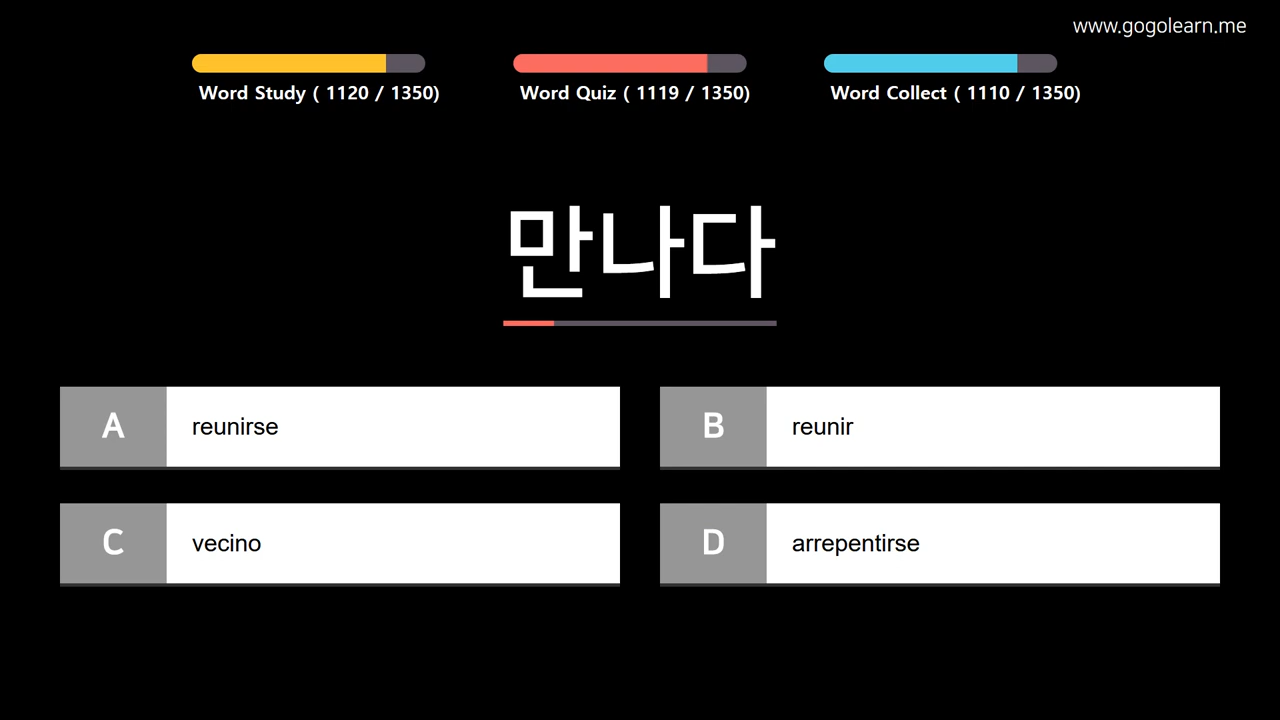 www.gogolearn.me
Word Study ( 1120 / 1350)
Word Quiz ( 1119 / 1350)
Word Collect ( 1110 / 1350)
만나다
A reunirse
B reunir
C vecino
D arrepentirse